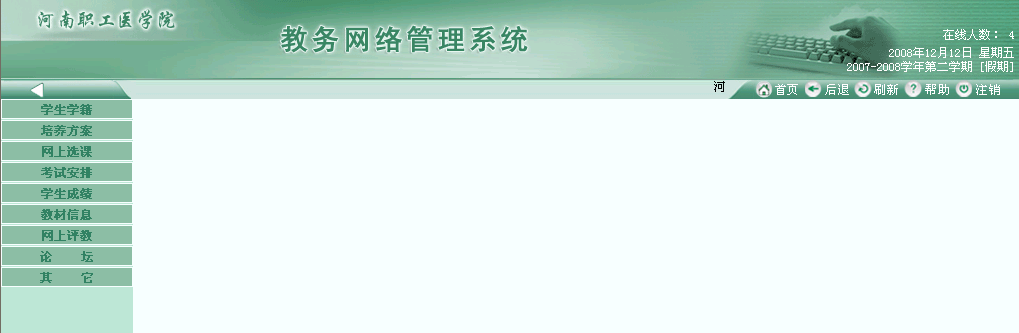 河南职工医学院
教务网络管理系统
在线人数： 4
2008年12月12日 星期五
2007-2008学年第二学期 [假期]
河
首页 后退 刷新 帮助 注销
学生学籍
培养方案
网上选课
考试安排
学生成绩
教材信息
网上评教
论 坛
其 它